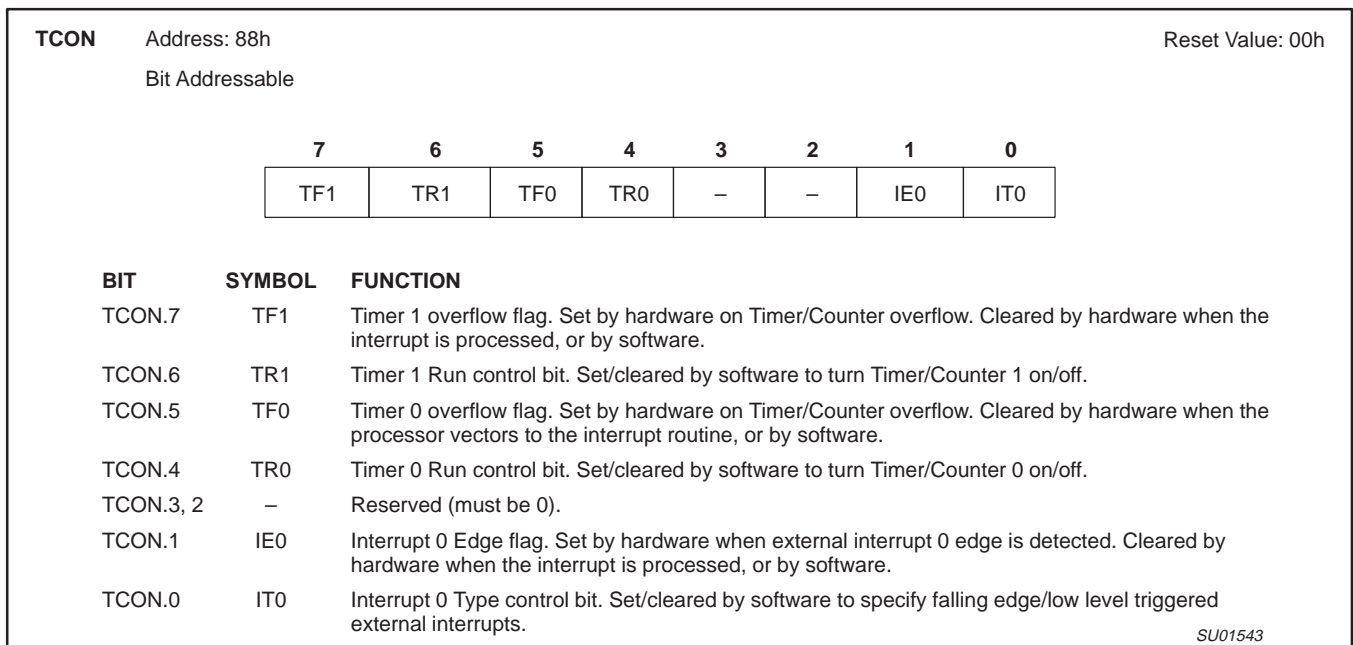 TCON Address: 88h Reset Value: 00h
Bit Addressable
7 6 5 4 3 2 1 0
TF1 TR1 TF0 TR0 – – IE0 IT0
BIT SYMBOL FUNCTION
TCON.7 TF1 Timer 1 overflow flag. Set by hardware on Timer/Counter overflow. Cleared by hardware when the
interrupt is processed, or by software.
TCON.6 TR1 Timer 1 Run control bit. Set/cleared by software to turn Timer/Counter 1 on/off.
TCON.5 TF0 Timer 0 overflow flag. Set by hardware on Timer/Counter overflow. Cleared by hardware when the
processor vectors to the interrupt routine, or by software.
TCON.4 TR0 Timer 0 Run control bit. Set/cleared by software to turn Timer/Counter 0 on/off.
TCON.3, 2 – Reserved (must be 0).
TCON.1 IE0 Interrupt 0 Edge flag. Set by hardware when external interrupt 0 edge is detected. Cleared by
hardware when the interrupt is processed, or by software.
TCON.0 IT0 Interrupt 0 Type control bit. Set/cleared by software to specify falling edge/low level triggered
external interrupts.
SU01543